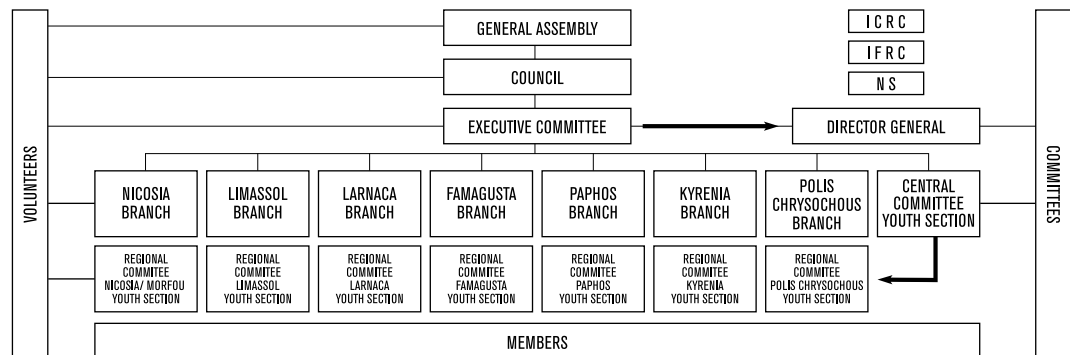 GENERAL ASSEMBLY
ICRC
IFRC
NS
COUNCIL
EXECUTIVE COMMITTEE
DIRECTOR GENERAL
VOLUNTEERS
COMMITTEES
NICOSIA
BRANCH
LIMASSOL
BRANCH
LARNACA
BRANCH
FAMAGUSTA
BRANCH
PAPHOS
BRANCH
KYRENIA
BRANCH
POLIS
CHRYSOCHOUS
BRANCH
CENTRAL
COMMITTEE
YOUTH SECTION
REGIONAL
COMMITEE
NICOSIA/ MORFOU
YOUTH SECTION
REGIONAL
COMMITEE
LIMASSOL
YOUTH SECTION
REGIONAL
COMMITEE
LARNACA
YOUTH SECTION
REGIONAL
COMMITEE
FAMAGUSTA
YOUTH SECTION
REGIONAL
COMMITEE
PAPHOS
YOUTH SECTION
REGIONAL
COMMITEE
KYRENIA
YOUTH SECTION
REGIONAL
COMMITEE
POLIS CHRYSOCHOUS
YOUTH SECTION
MEMBERS